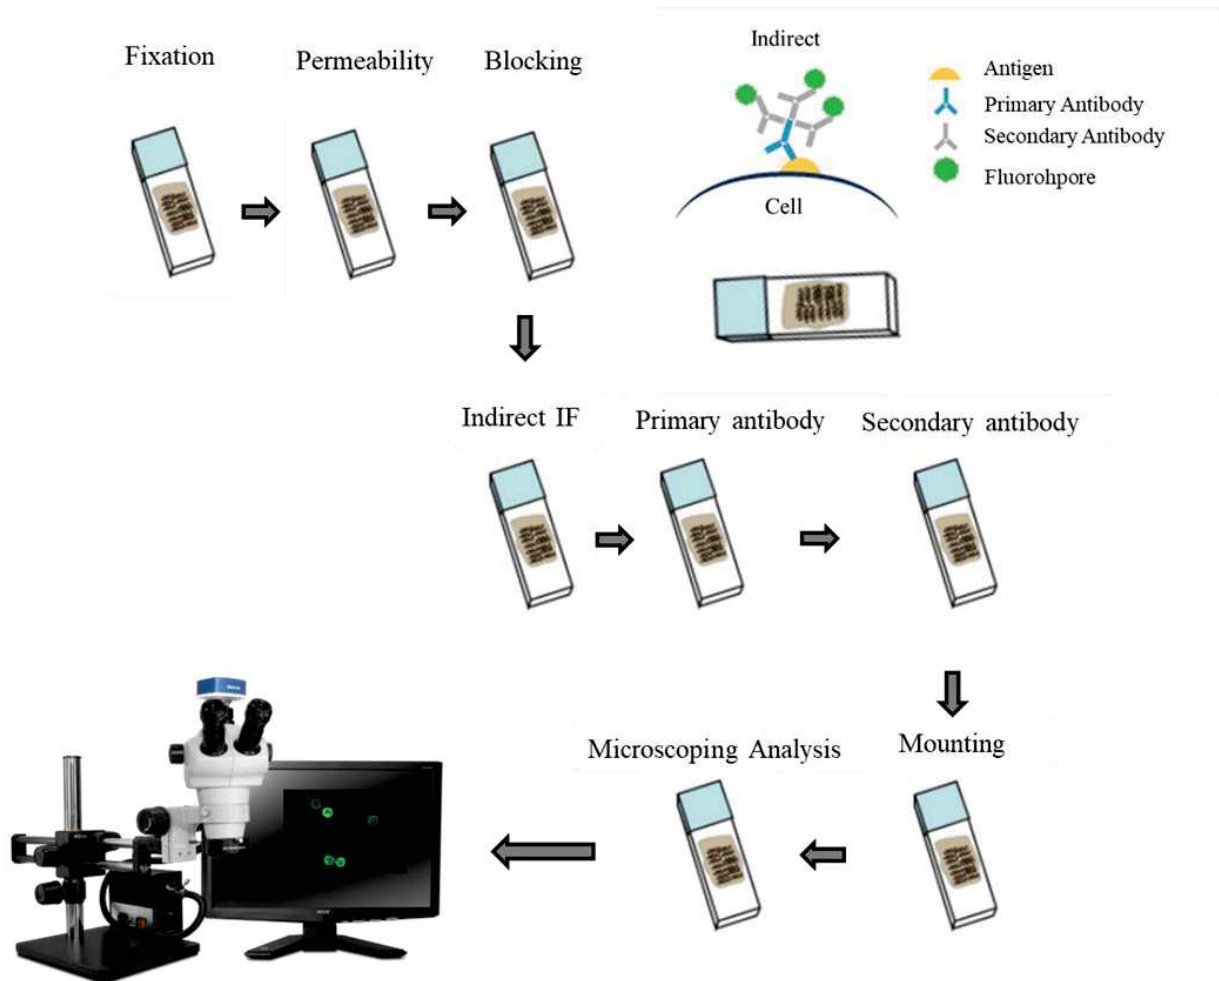 Fixation
Permeability
Blocking
Indirect
Antigen
Primary Antibody
Secondary Antibody
Fluorohpore
Cell
Indirect IF
Primary antibody
Secondary antibody
Microscoping Analysis
Mounting